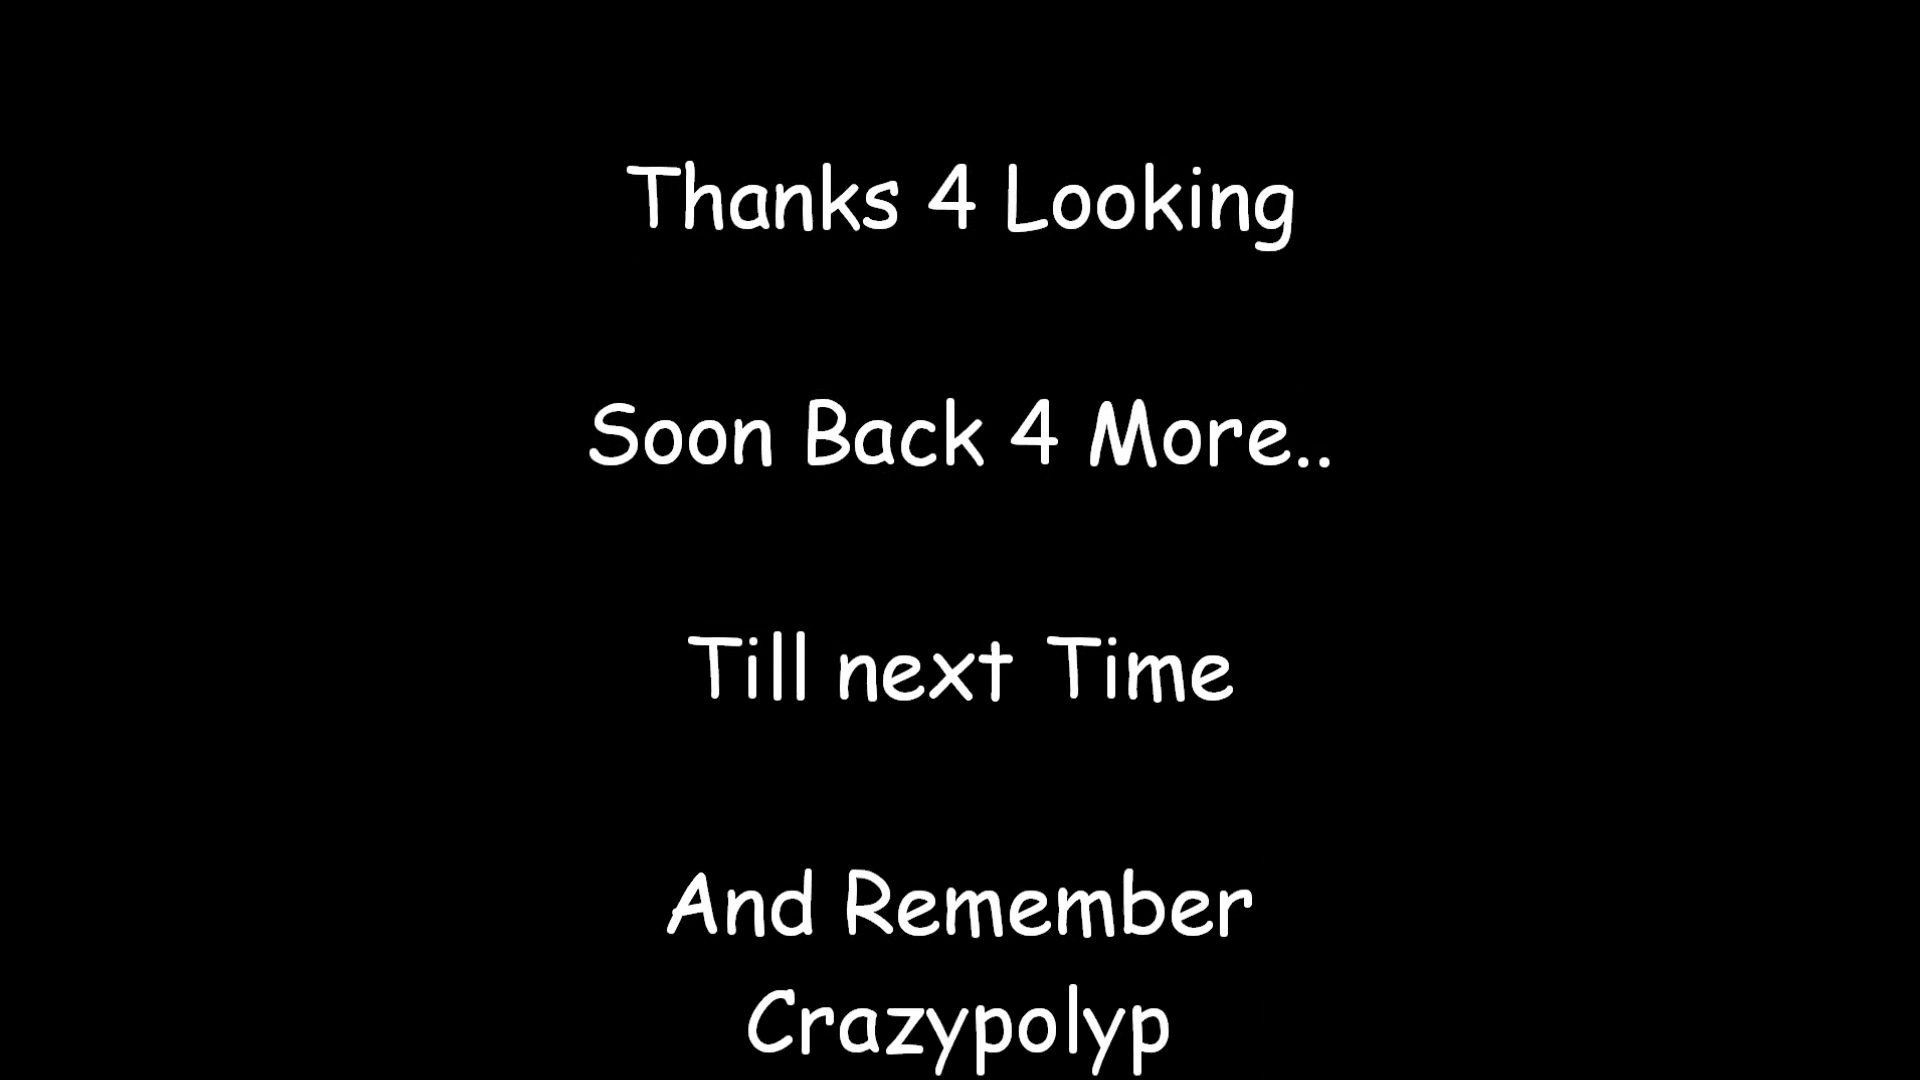 Thanks 4 Looking
Soon Back 4 More..
Till next Time
And Remember
Crazypolyp